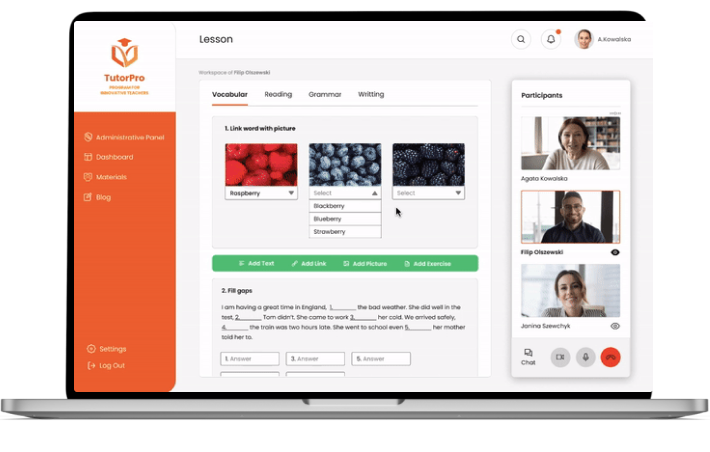 Lesson
A.Kowalska
TutorPro
PROGRAM FOR
INNOVATIVE TEACHERS
Administrative Panel
Dashboard
Materials
Blog
Settings
Log Out
Workspace of Filip Olszewski
Vocabular Reading Grammar Writting
1. Link word with picture
Raspberry Select Select
Blackberry
Blueberry
Strawberry
Add Text Add Link Add Picture Add Exercise
2. Fill gaps
I am having a great time in England, 1.______ the bad weather. She did well in the
test, 2.______ Tom didn't. She came to work 3.______ her cold. We arrived safely,
4.______ the train was two hours late. She went to school even 5.______ her mother
told her to.
1. Answer 3. Answer 5. Answer
Participants
Agata Kowalska
Filip Olszewski
Janina Szewchyk
Chat